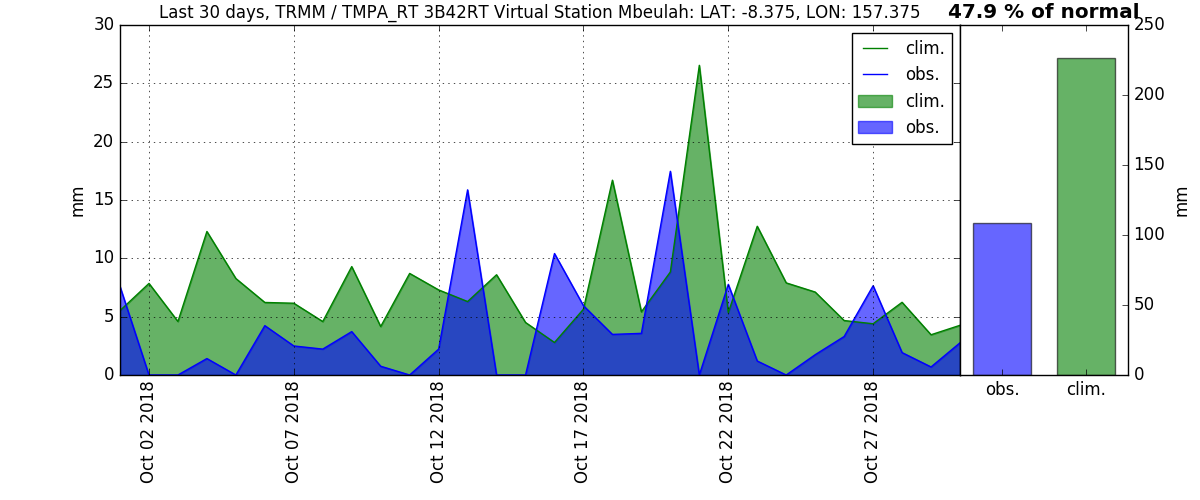 Last 30 days, TRMM / TMPA_RT 3B42RT Virtual Station Mbeulah: LAT: -8.375, LON: 157.375
47.9 % of normal
30
25
20
15
10
5
0
mm
clim.
obs.
clim.
obs.
Oct 02 2018
Oct 07 2018
Oct 12 2018
Oct 17 2018
Oct 22 2018
Oct 27 2018
250
200
150
100
50
0
mm
obs.
clim.